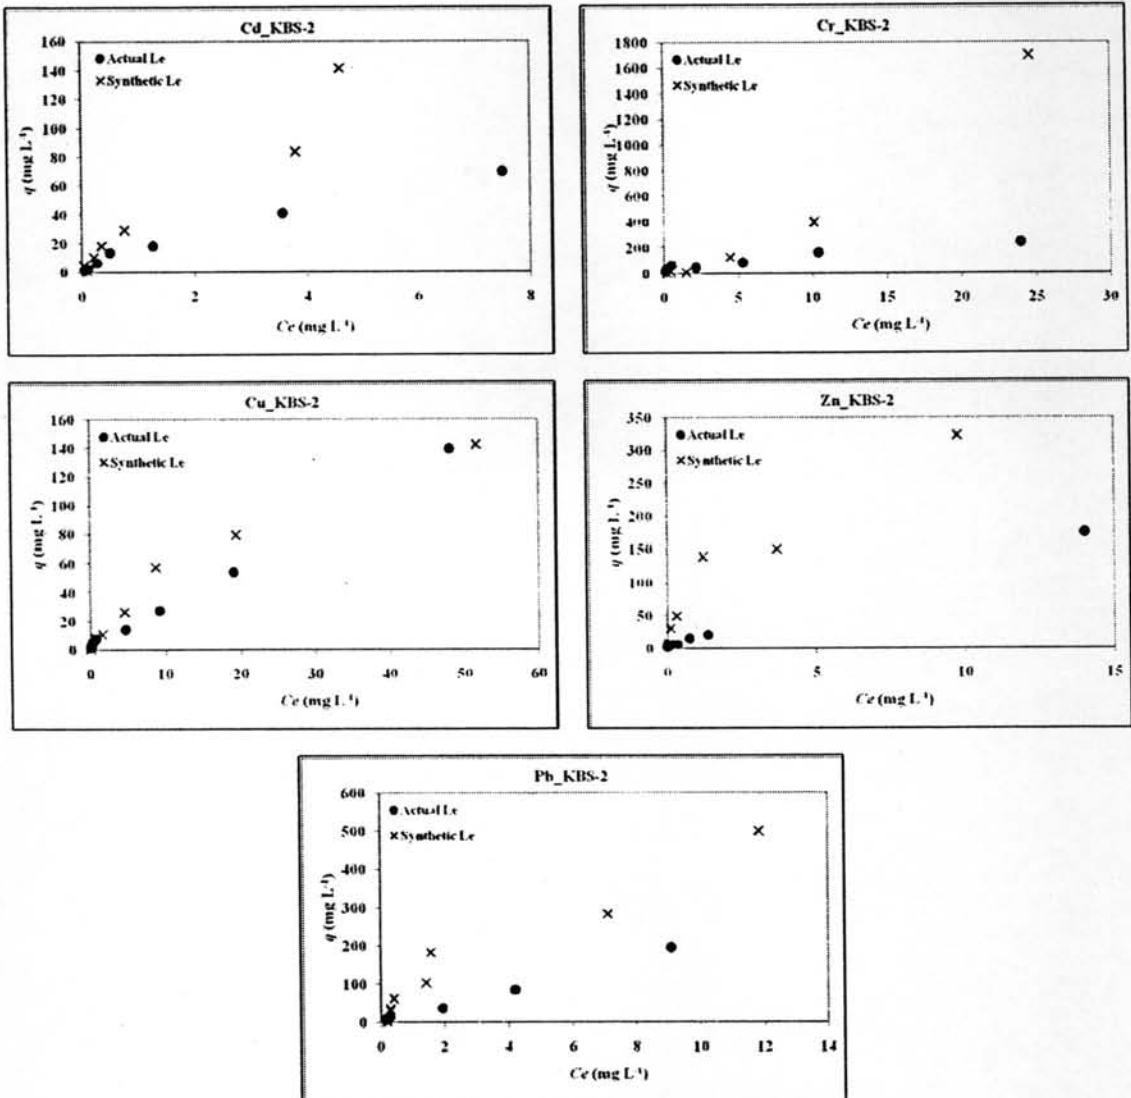 Cd_KBS-2
160
140
120
100
80
60
40
20
0
q (mg L-1)
● Actual Le
× Synthetic Le
0 2 4 6 8
Ce (mg L-1)
Cr_KBS-2
1800
1600
1400
1200
1000
800
600
400
200
0
q (mg L-1)
● Actual Le
× Synthetic Le
0 5 10 15 20 25 30
Ce (mg L-1)
Cu_KBS-2
160
140
120
100
80
60
40
20
0
q (mg L-1)
● Actual Le
× Synthetic Le
0 10 20 30 40 50 60
Ce (mg L-1)
Zn_KBS-2
350
300
250
200
150
100
50
0
q (mg L-1)
● Actual Le
× Synthetic Le
0 5 10 15
Ce (mg L-1)
Pb_KBS-2
600
500
400
300
200
100
0
q (mg L-1)
● Actual Le
× Synthetic Le
0 2 4 6 8 10 12 14
Ce (mg L-1)